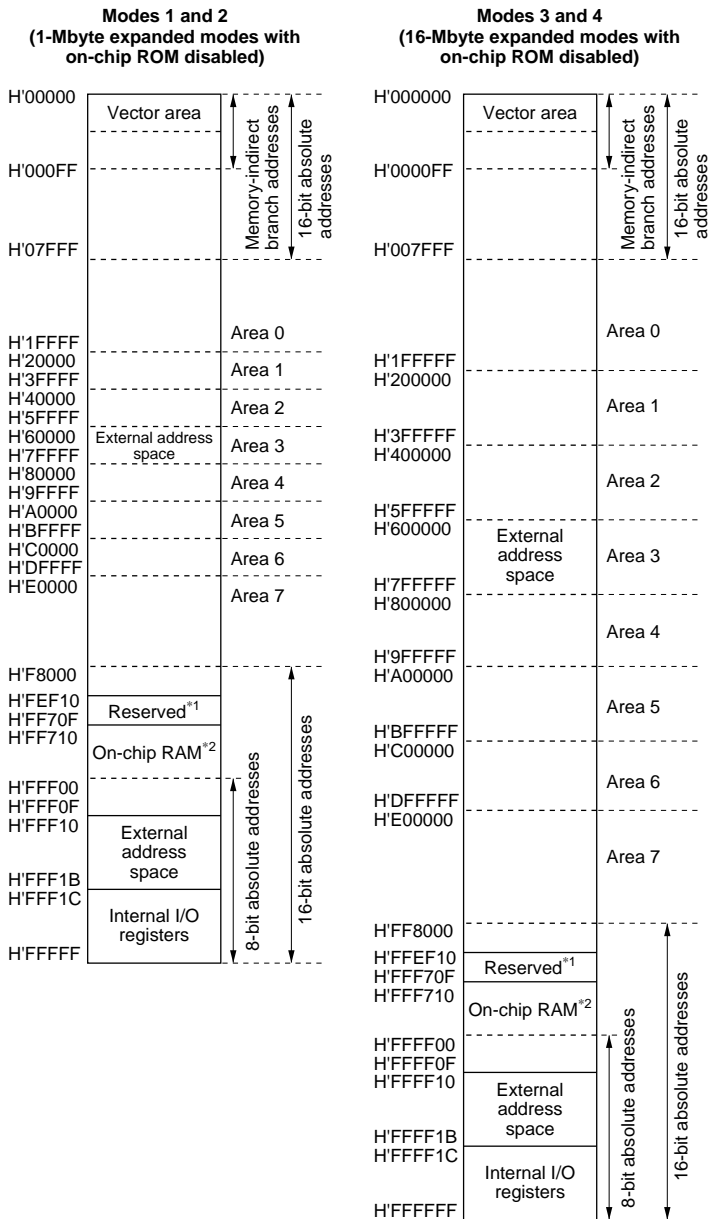 Modes 1 and 2
(1-Mbyte expanded modes with
on-chip ROM disabled)
H'00000
Vector area
H'000FF
H'07FFF
Memory-indirect
branch addresses
16-bit absolute
addresses
H'1FFFF
Area 0
H'20000
H'3FFFF
Area 1
H'40000
H'5FFFF
Area 2
H'60000
H'7FFFF
External address
space
Area 3
H'80000
H'9FFFF
Area 4
H'A0000
H'BFFFF
Area 5
H'C0000
H'DFFFF
Area 6
H'E0000
Area 7
H'F8000
H'FEF10
H'FF70F
Reserved*1
H'FF710
On-chip RAM*2
H'FFF00
H'FFF0F
H'FFF10
External
address
space
H'FFF1B
H'FFF1C
Internal I/O
registers
H'FFFFF
8-bit absolute addresses
16-bit absolute addresses
Modes 3 and 4
(16-Mbyte expanded modes with
on-chip ROM disabled)
H'000000
Vector area
H'0000FF
H'007FFF
Memory-indirect
branch addresses
16-bit absolute
addresses
Area 0
H'1FFFFF
H'200000
Area 1
H'3FFFFF
H'400000
Area 2
H'5FFFFF
H'600000
External
address
space
Area 3
H'7FFFFF
H'800000
Area 4
H'9FFFFF
H'A00000
Area 5
H'BFFFFF
H'C00000
Area 6
H'DFFFFF
H'E00000
Area 7
H'FF8000
H'FFEF10
H'FFF70F
Reserved*1
H'FFF710
On-chip RAM*2
H'FFFF00
H'FFFF0F
H'FFFF10
External
address
space
H'FFFF1B
H'FFFF1C
Internal I/O
registers
H'FFFFFF
8-bit absolute addresses
16-bit absolute addresses